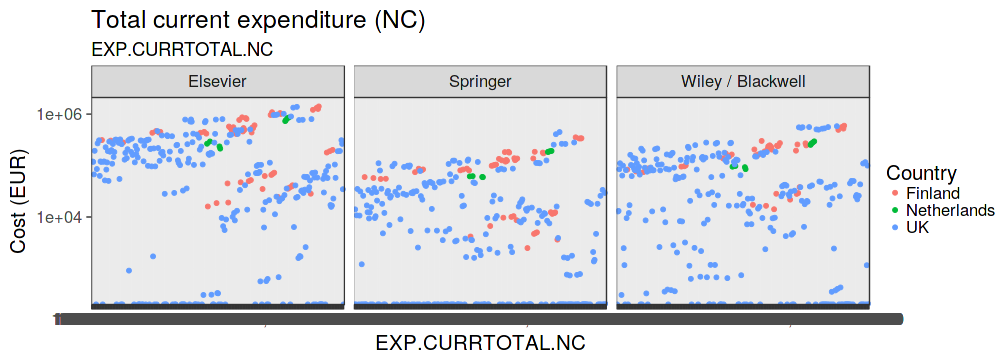 Total current expenditure (NC)
EXP.CURRTOTAL.NC
Elsevier
Springer
Wiley / Blackwell
1e+06
1e+04
Cost (EUR)
EXP.CURRTOTAL.NC
Country
Finland
Netherlands
UK